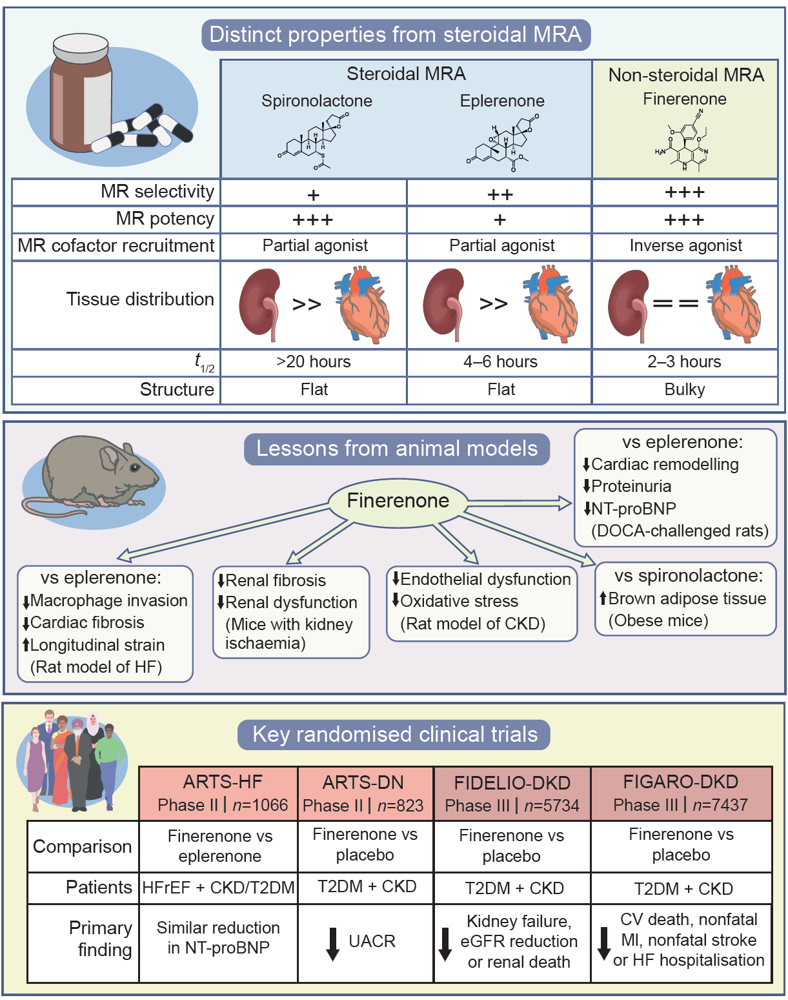 Distinct properties from steroidal MRA
Steroidal MRA
Non-steroidal MRA
Spironolactone
Eplerenone
Finerenone
MR selectivity + ++ +++
MR potency +++ + +++
MR cofactor recruitment Partial agonist Partial agonist Inverse agonist
Tissue distribution >> >> ==
t1/2 >20 hours 4–6 hours 2–3 hours
Structure Flat Flat Bulky
Lessons from animal models
Finerenone
vs eplerenone:
Cardiac remodelling
Proteinuria
NT-proBNP
(DOCA-challenged rats)
vs eplerenone:
Macrophage invasion
Cardiac fibrosis
Longitudinal strain
(Rat model of HF)
Renal fibrosis
Renal dysfunction
(Mice with kidney
ischaemia)
Endothelial dysfunction
Oxidative stress
(Rat model of CKD)
vs spironolactone:
Brown adipose tissue
(Obese mice)
Key randomised clinical trials
ARTS-HF
Phase II | n=1066
ARTS-DN
Phase II | n=823
FIDELIO-DKD
Phase III | n=5734
FIGARO-DKD
Phase III | n=7437
Comparison
Finerenone vs
eplerenone
Finerenone vs
placebo
Finerenone vs
placebo
Finerenone vs
placebo
Patients
HFrEF + CKD/T2DM
T2DM + CKD
T2DM + CKD
T2DM + CKD
Primary
finding
Similar reduction
in NT-proBNP
UACR
Kidney failure,
eGFR reduction
or renal death
CV death, nonfatal
MI, nonfatal stroke
or HF hospitalisation